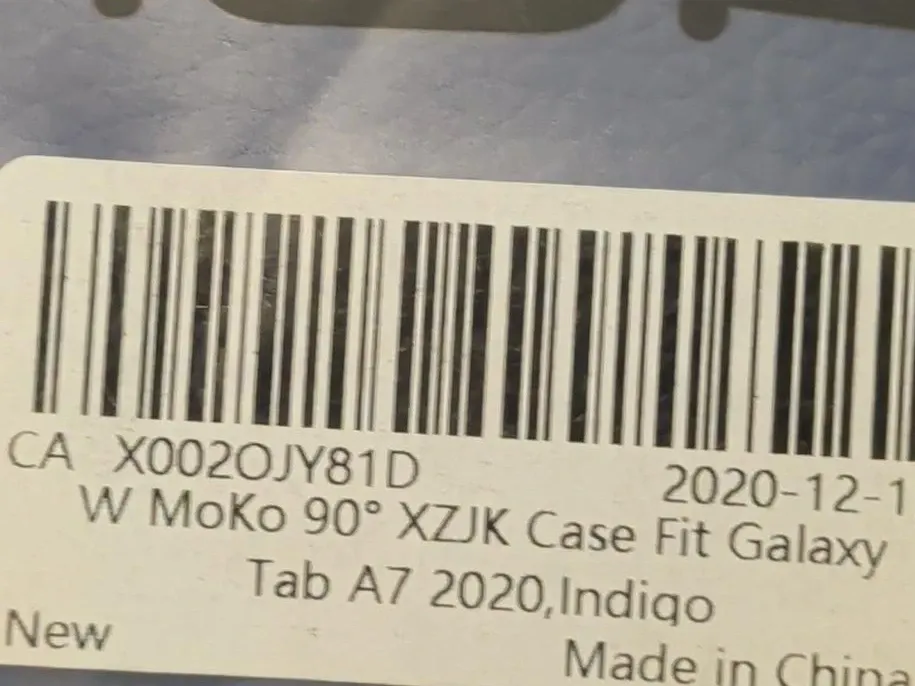 CA X002OJY81D 2020-12-1
W MoKo 90° XZJK Case Fit Galaxy
Tab A7 2020,Indigo
New Made in China